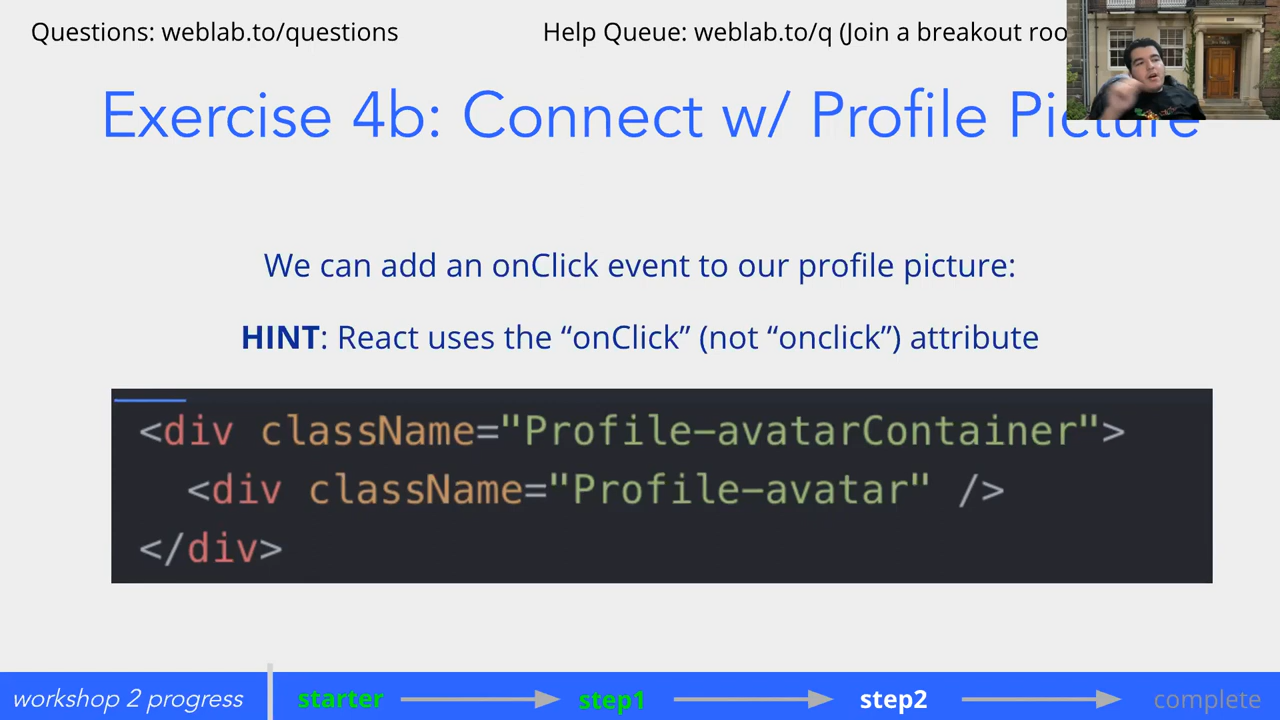 Questions: weblab.to/questions
Help Queue: weblab.to/q (Join a breakout roo
Exercise 4b: Connect w/ Profile Picture
We can add an onClick event to our profile picture:
HINT: React uses the “onClick” (not “onclick”) attribute
<div className="Profile-avatarContainer">
<div className="Profile-avatar" />
</div>
workshop 2 progress
starter
step1
step2
complete